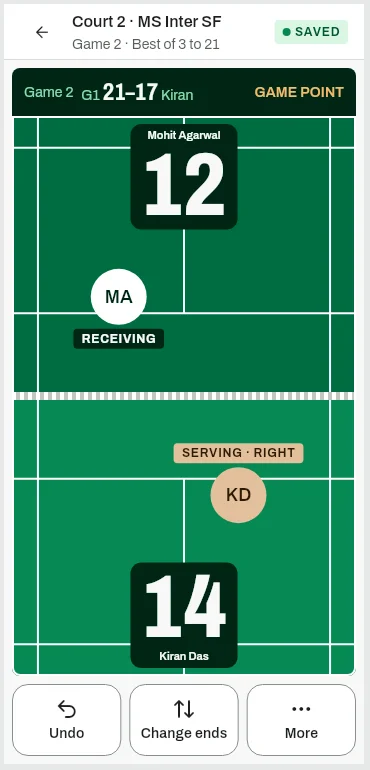 Court 2 · MS Inter SF
Game 2 · Best of 3 to 21
SAVED
Game 2 G1 21–17 Kiran
GAME POINT
Mohit Agarwal
12
MA
RECEIVING
SERVING · RIGHT
KD
14
Kiran Das
Undo
Change ends
More